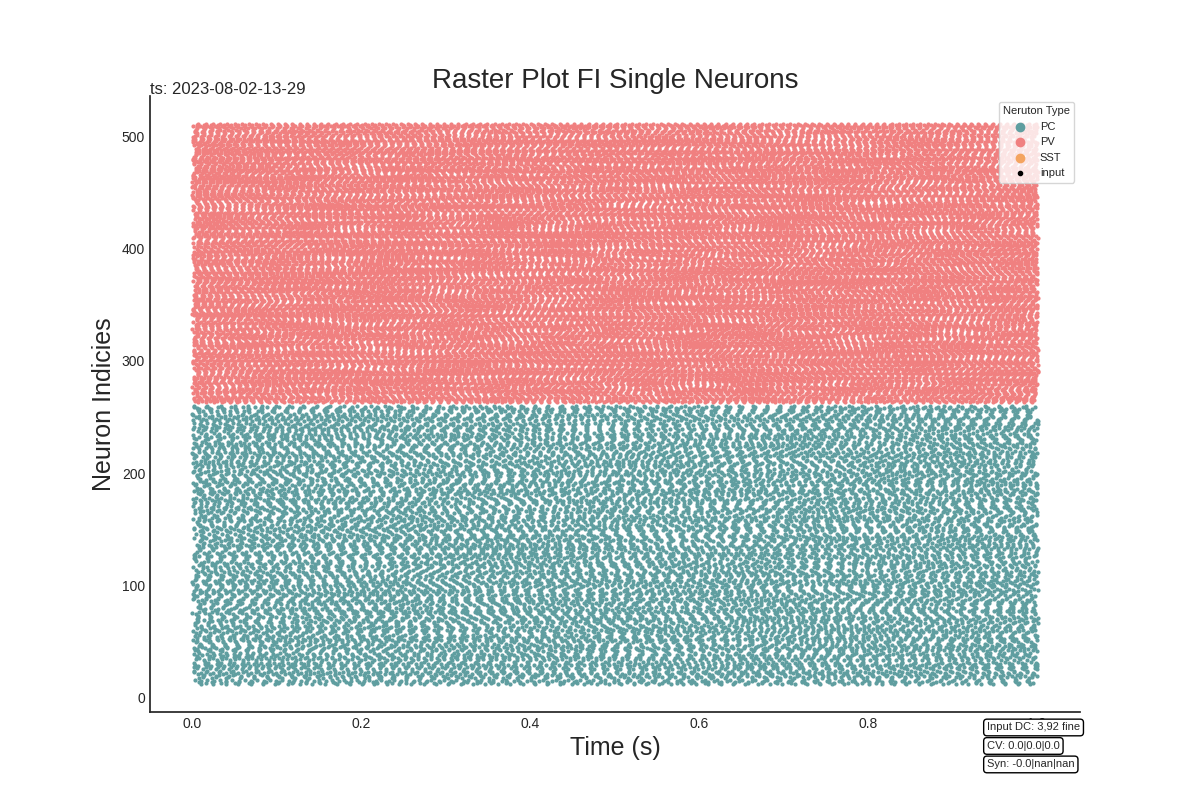 Raster Plot FI Single Neurons
ts: 2023-08-02-13-29
Neruton Type
PC
PV
SST
input
500
400
300
200
100
0
Neuron Indicies
0.0 0.2 0.4 0.6 0.8
Time (s)
Input DC: 3,92 fine
CV: 0.0|0.0|0.0
Syn: -0.0|nan|nan